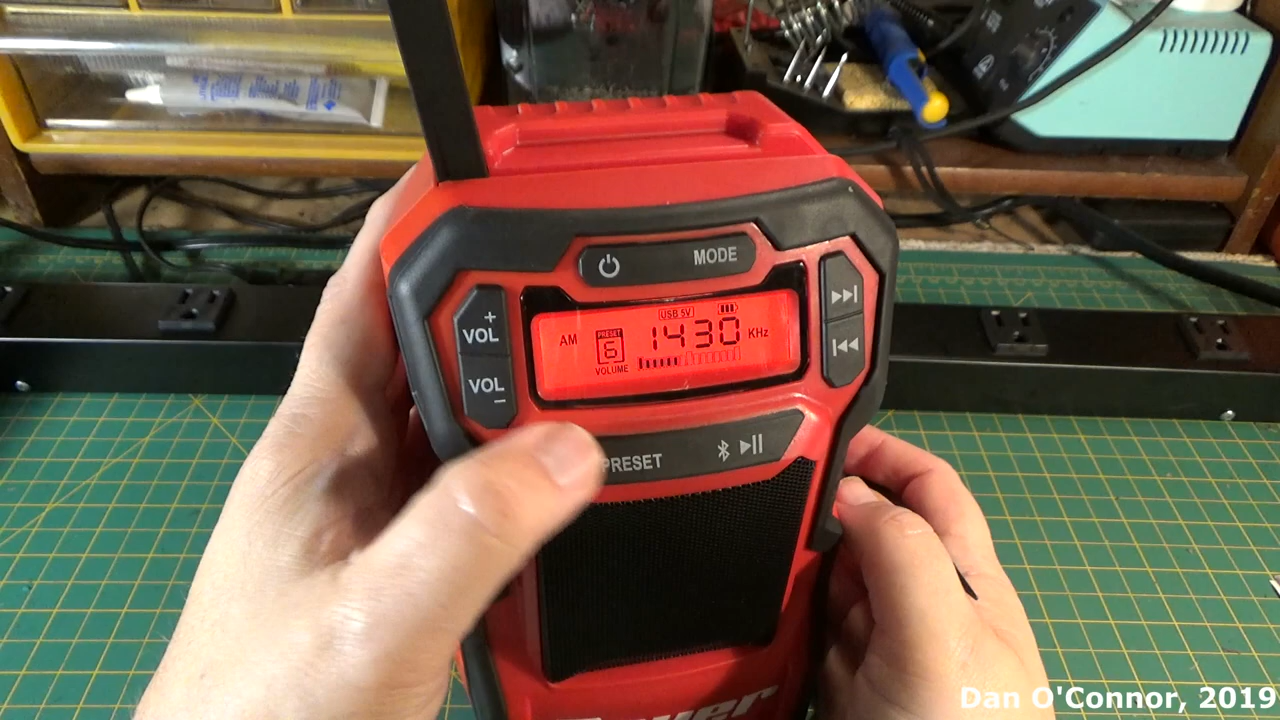 MODE
+
VOL
VOL
–
USB 5V
AM
PRESET
6
1430 KHz
VOLUME
PRESET
Dan O'Connor, 2019